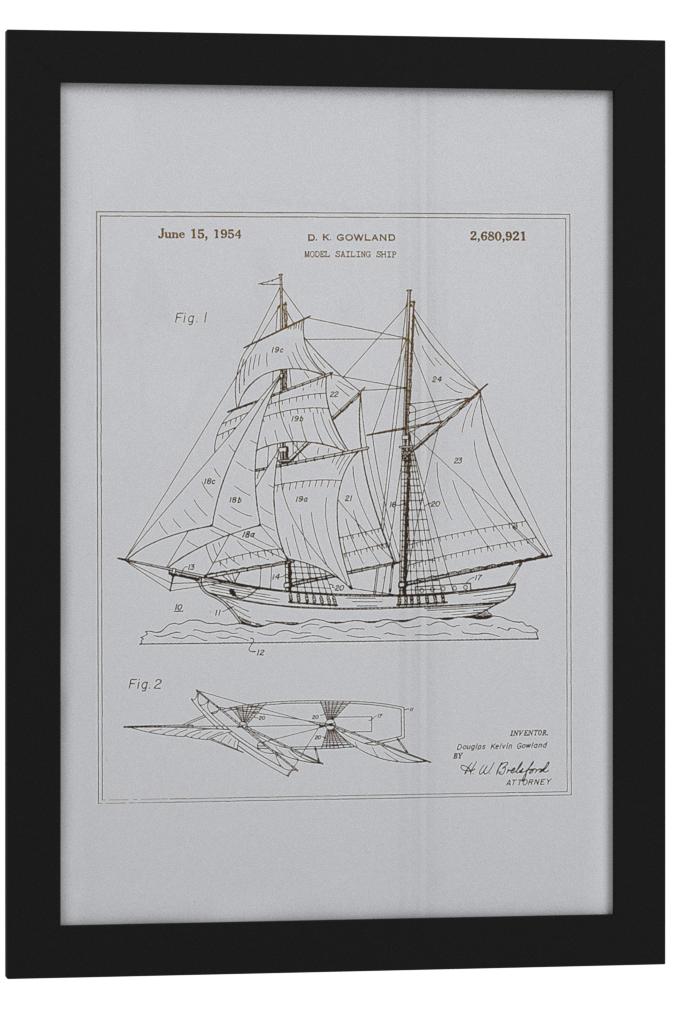 June 15, 1954 D. K. GOWLAND 2,680,921
MODEL SAILING SHIP
Fig. 1
19c
24
22
19b
23
18c
18b
19a
21
18
20
18a
13
14
20
17
10
11
12
Fig. 2
20
20
17
11
20
INVENTOR.
Douglas Kelvin Gowland
BY
H. W. Brelsford
ATTORNEY